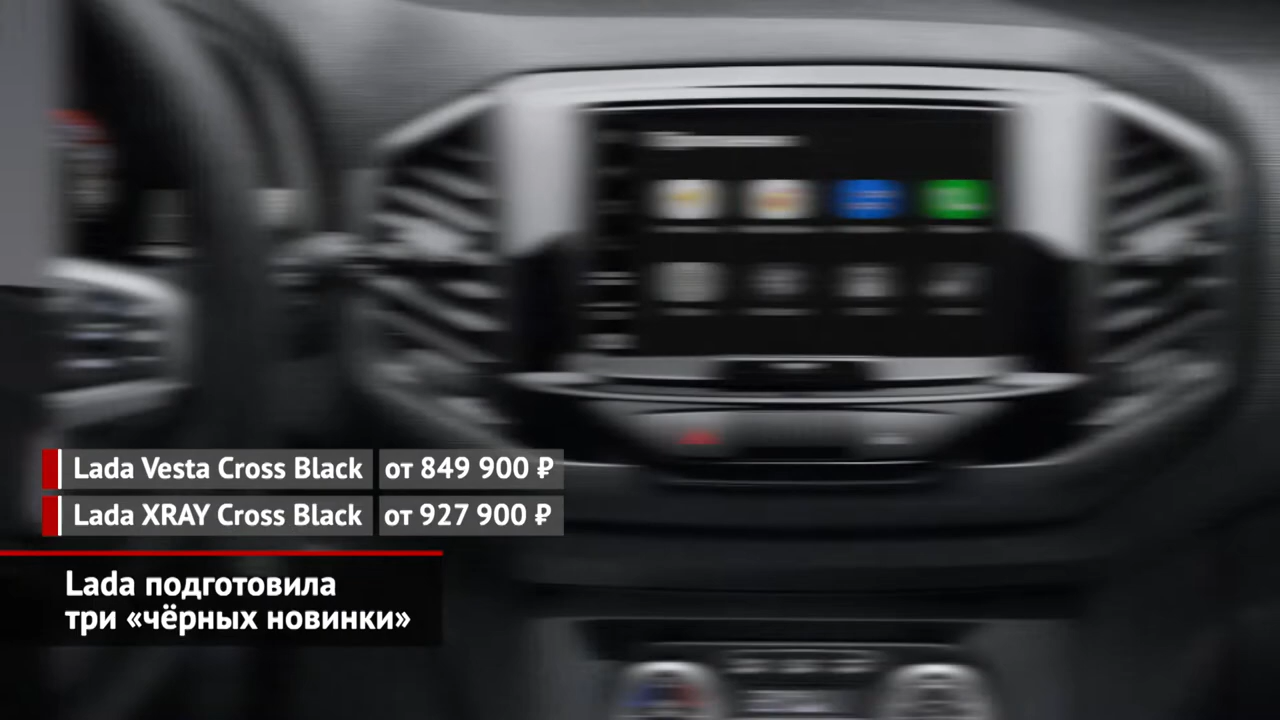 Lada Vesta Cross Black от 849 900 ₽
Lada XRAY Cross Black от 927 900 ₽
Lada подготовила
три «чёрных новинки»